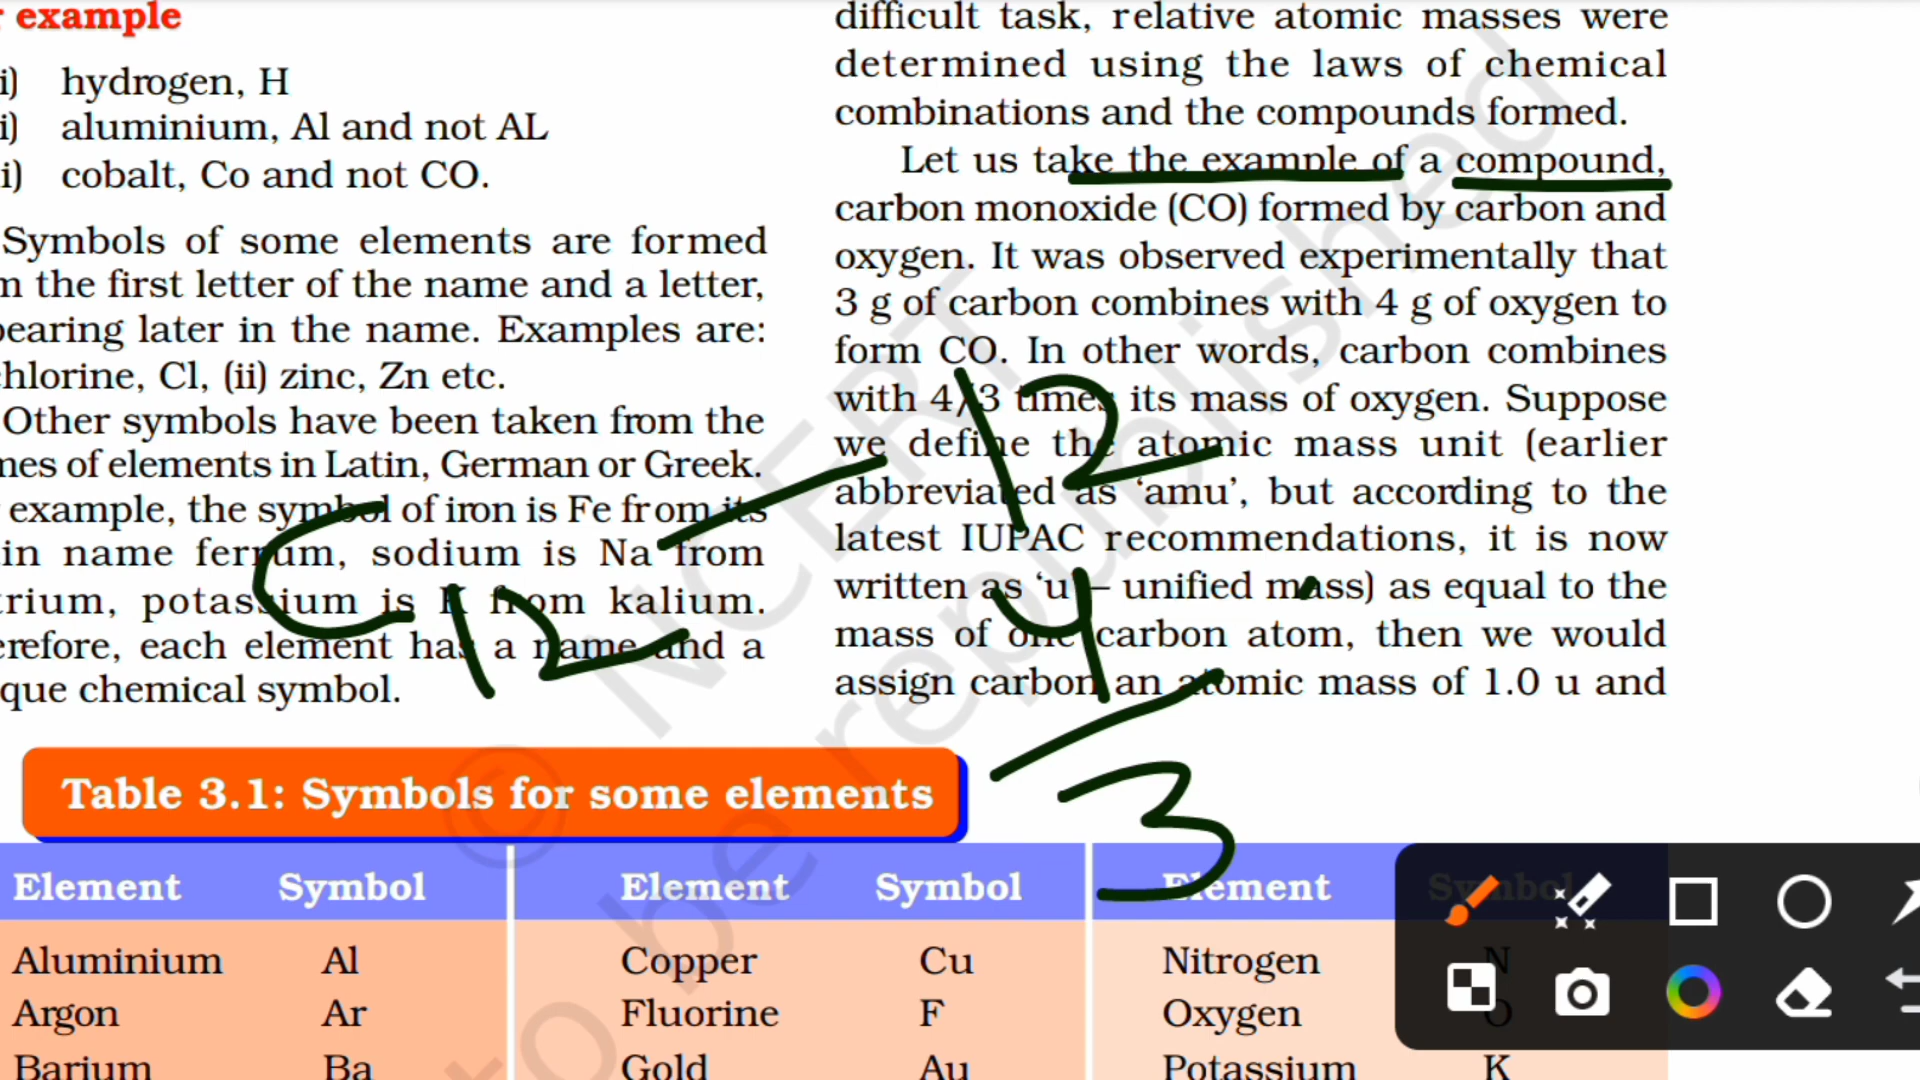 example
i) hydrogen, H
i) aluminium, Al and not AL
i) cobalt, Co and not CO.
Symbols of some elements are formed
m the first letter of the name and a letter,
pearing later in the name. Examples are:
chlorine, Cl, (ii) zinc, Zn etc.
Other symbols have been taken from the
mes of elements in Latin, German or Greek.
example, the symbol of iron is Fe from its
in name ferrum, sodium is Na from
trium, potassium is K from kalium.
erefore, each element has a name and a
que chemical symbol.
difficult task, relative atomic masses were
determined using the laws of chemical
combinations and the compounds formed.
Let us take the example of a compound,
carbon monoxide (CO) formed by carbon and
oxygen. It was observed experimentally that
3 g of carbon combines with 4 g of oxygen to
form CO. In other words, carbon combines
with 4/3 times its mass of oxygen. Suppose
we define the atomic mass unit (earlier
abbreviated as ‘amu’, but according to the
latest IUPAC recommendations, it is now
written as ‘u’ – unified mass) as equal to the
mass of one carbon atom, then we would
assign carbon an atomic mass of 1.0 u and
C 12 — 12
4
3
© NCERT
to be republished
Table 3.1: Symbols for some elements
Element Symbol Element Symbol Element Symbol
Aluminium Al Copper Cu Nitrogen N
Argon Ar Fluorine F Oxygen O
Barium Ba Gold Au Potassium K